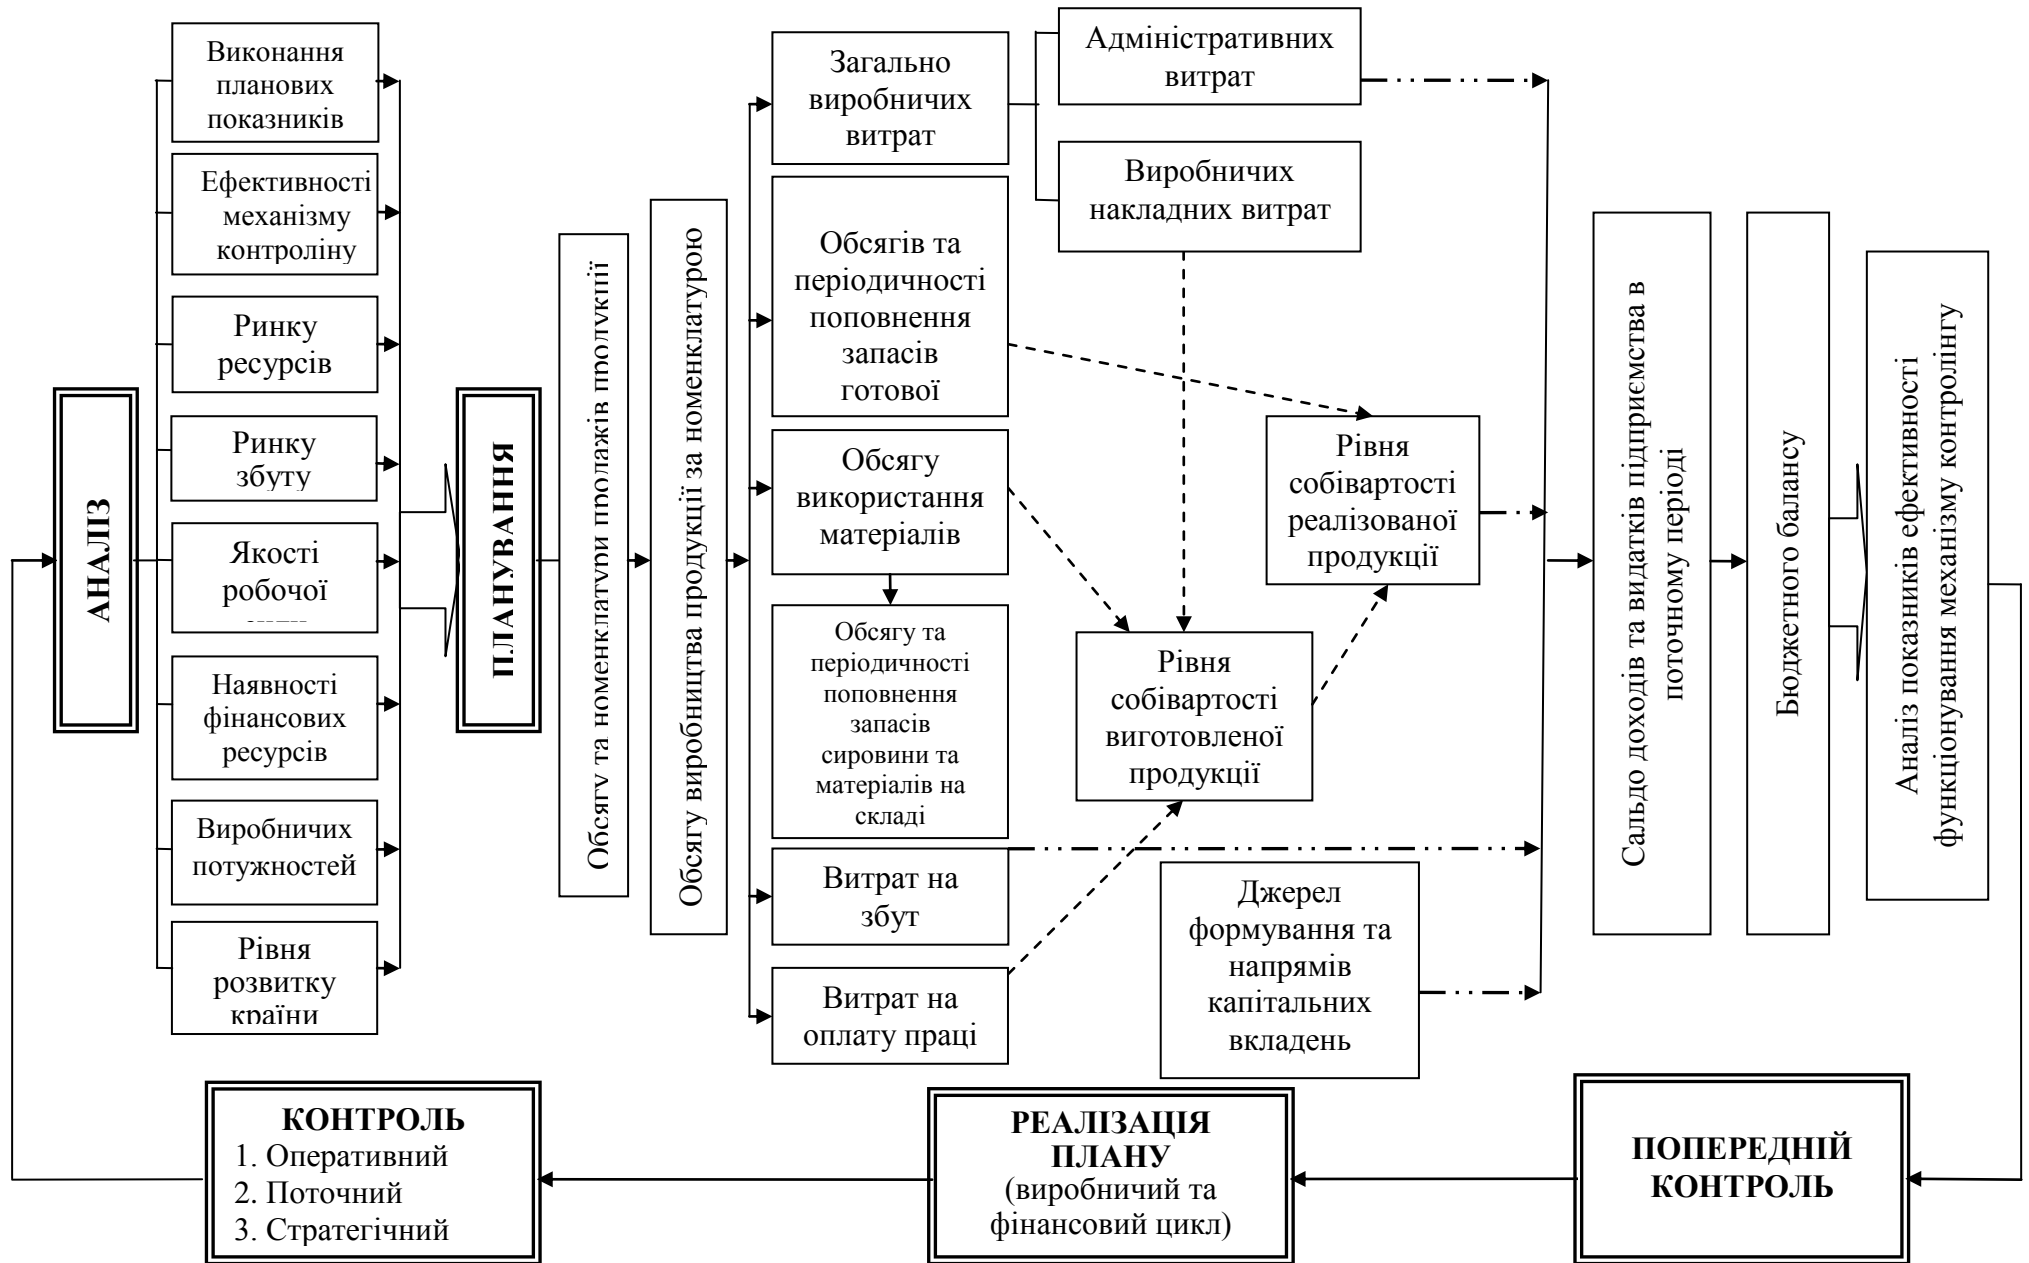 АНАЛІЗ
Виконання
планових
показників
Ефективності
механізму
контроліну
Ринку
ресурсів
Ринку
збуту
Якості
робочої
Наявності
фінансових
ресурсів
Виробничих
потужностей
Рівня
розвитку
країни
ПЛАНУВАННЯ
Обсягу та номенклатури продажів продукції
Обсягу виробництва продукції за номенклатурою
Загально
виробничих
витрат
Обсягів та
періодичності
поповнення
запасів
готової
Обсягу
використання
матеріалів
Обсягу та
періодичності
поповнення
запасів
сировини та
матеріалів на
складі
Витрат на
збут
Витрат на
оплату праці
Адміністративних
витрат
Виробничих
накладних витрат
Рівня
собівартості
реалізованої
продукції
Рівня
собівартості
виготовленої
продукції
Джерел
формування та
напрямів
капітальних
вкладень
Сальдо доходів та видатків підприємства в
поточному періоді
Бюджетного балансу
Аналіз показників ефективності
функціонування механізму контролінгу
КОНТРОЛЬ
1. Оперативний
2. Поточний
3. Стратегічний
РЕАЛІЗАЦІЯ
ПЛАНУ
(виробничий та
фінансовий цикл)
ПОПЕРЕДНІЙ
КОНТРОЛЬ